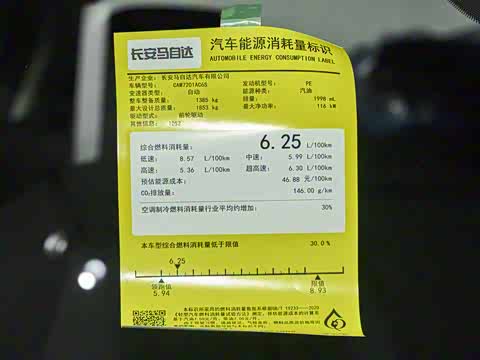 长安马自达
汽车能源消耗量标识
AUTOMOBILE ENERGY CONSUMPTION LABEL
生产企业: 长安马自达汽车有限公司
车辆型号: CAM7201AC6S 发动机型号: PE
变速器类型: 自动 能源种类: 汽油
整车整备质量: 1385 kg 排量: 1998 mL
最大设计总质量: 1853 kg 最大净功率: 116 kW
驱动型式: 前轮驱动
其他信息: 1252
综合燃料消耗量: 6.25 L/100km
低速: 8.57 L/100km 中速: 5.99 L/100km
高速: 5.36 L/100km 超高速: 6.30 L/100km
预估能源成本: 46.88 元/100km
CO₂排放量: 146.00 g/km
空调制冷燃料消耗量行业平均约增加: 30%
本车型综合燃料消耗量低于限值 30.0%
6.25
领跑值 限值
5.94 8.93